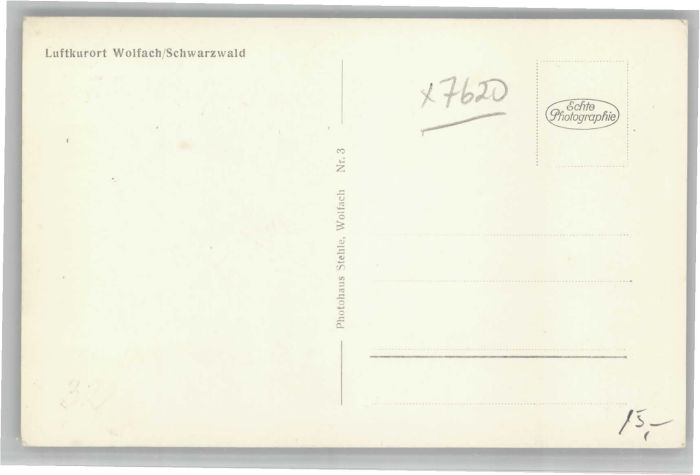 Luftkurort Wolfach/Schwarzwald
x7620
Echte
Photographie
Photohaus Stehle, Wolfach Nr. 3
15,-